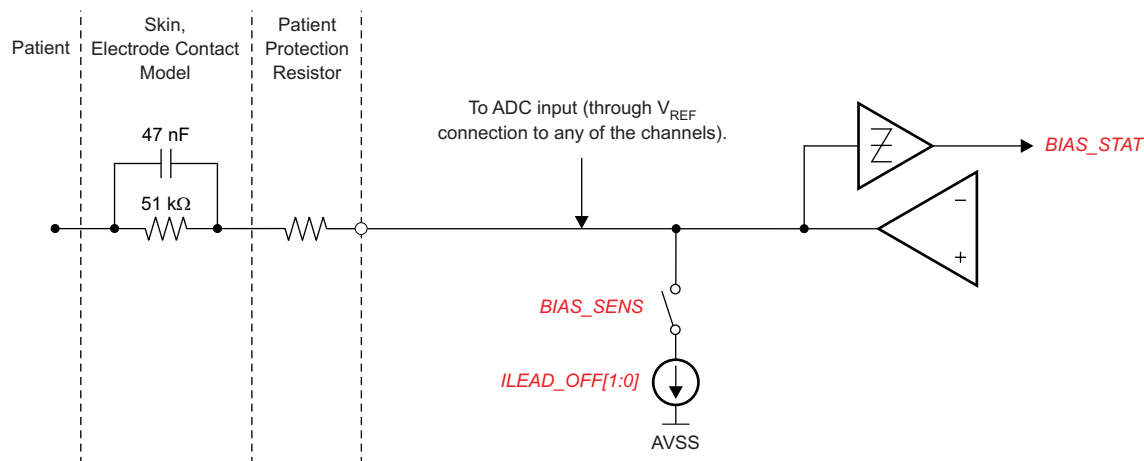 Patient
Skin,
Electrode Contact
Model
Patient
Protection
Resistor
47 nF
51 kΩ
To ADC input (through VREF
connection to any of the channels).
BIAS_STAT
−
+
BIAS_SENS
ILEAD_OFF[1:0]
AVSS